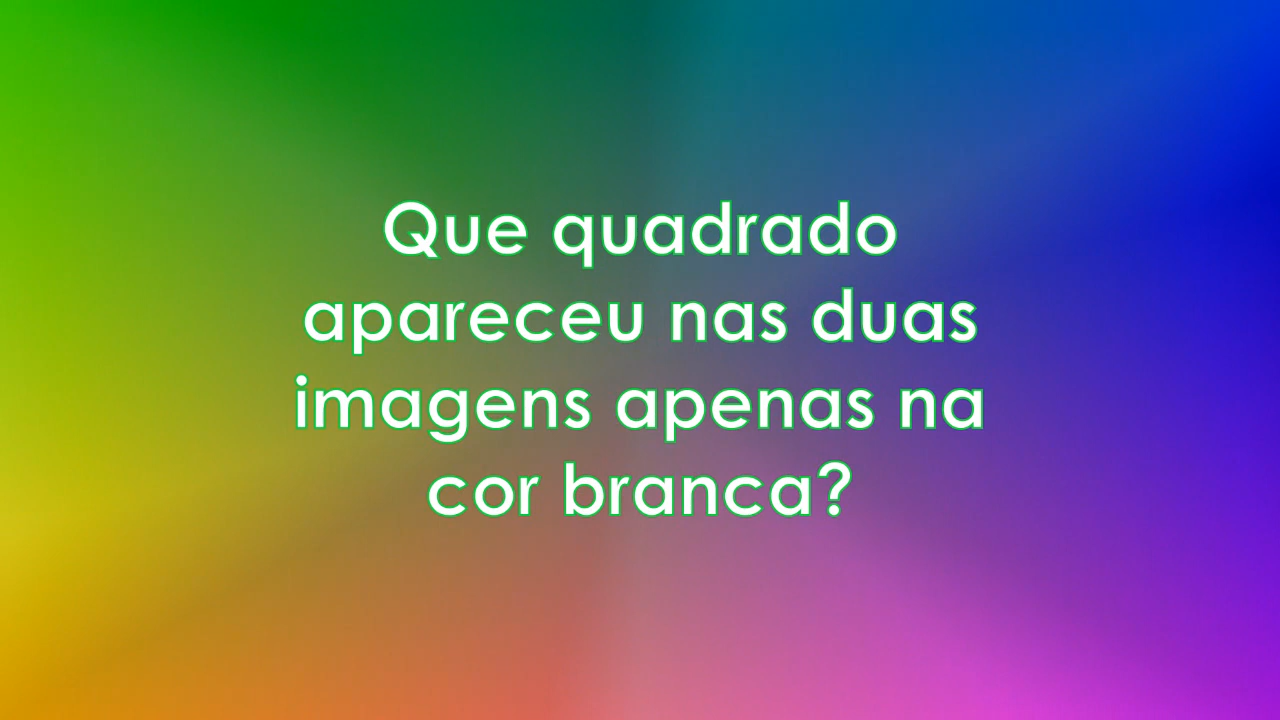 Que quadrado
apareceu nas duas
imagens apenas na
cor branca?